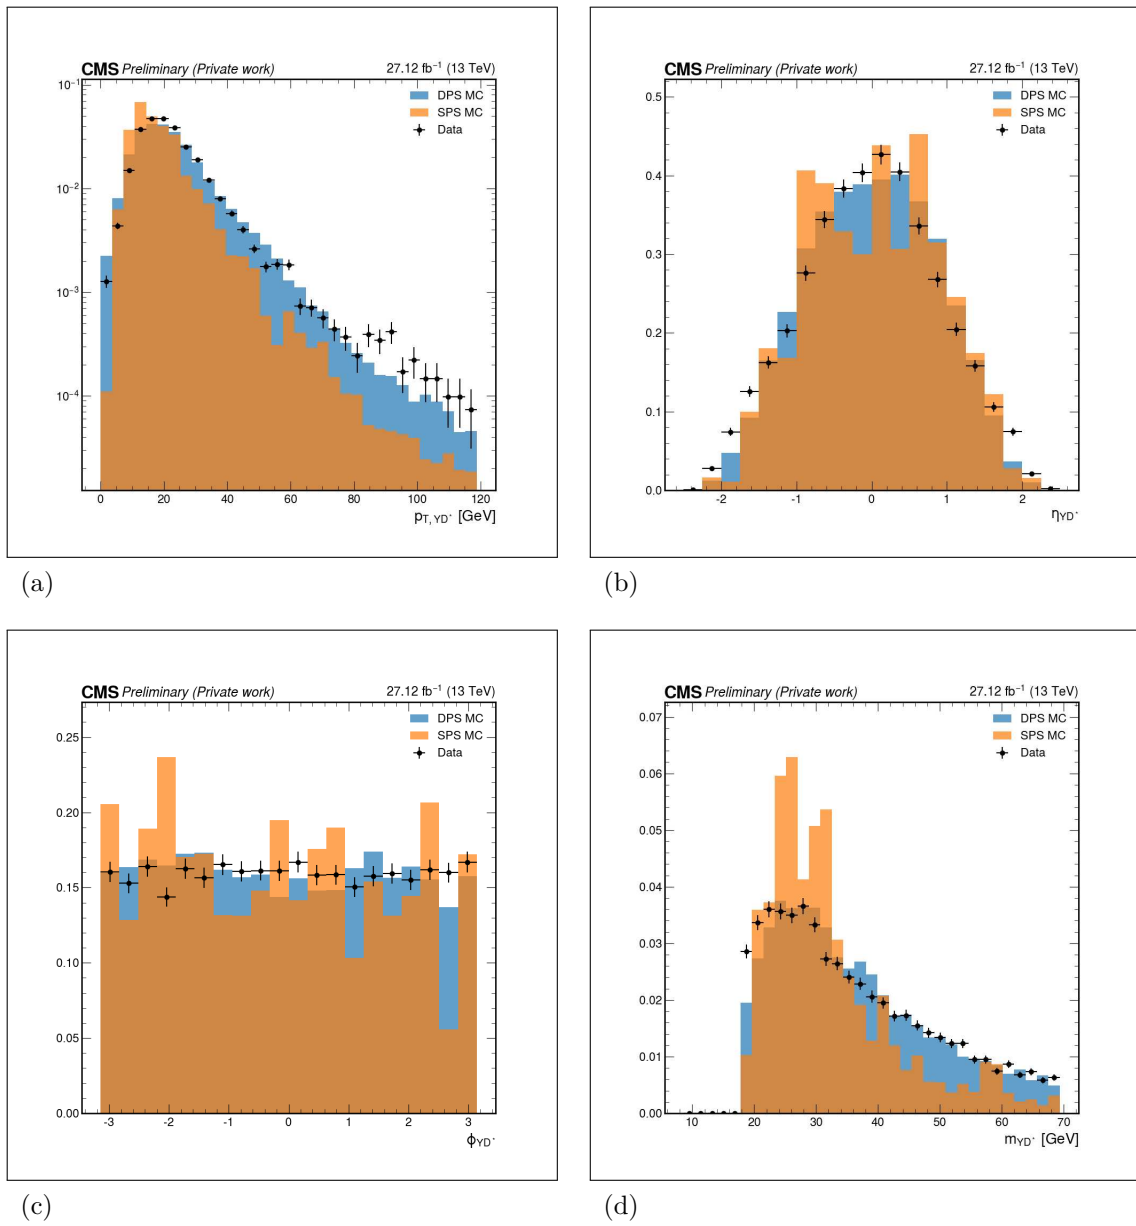 CMS Preliminary (Private work) 27.12 fb⁻¹ (13 TeV)
DPS MC
SPS MC
Data
10⁻¹
10⁻²
10⁻³
10⁻⁴
0 20 40 60 80 100 120
p_T, YD* [GeV]
(a)
CMS Preliminary (Private work) 27.12 fb⁻¹ (13 TeV)
DPS MC
SPS MC
Data
0.5
0.4
0.3
0.2
0.1
0.0
-2 -1 0 1 2
η_YD*
(b)
CMS Preliminary (Private work) 27.12 fb⁻¹ (13 TeV)
DPS MC
SPS MC
Data
0.25
0.20
0.15
0.10
0.05
0.00
-3 -2 -1 0 1 2 3
ϕ_YD*
(c)
CMS Preliminary (Private work) 27.12 fb⁻¹ (13 TeV)
DPS MC
SPS MC
Data
0.07
0.06
0.05
0.04
0.03
0.02
0.01
0.00
10 20 30 40 50 60 70
m_YD* [GeV]
(d)